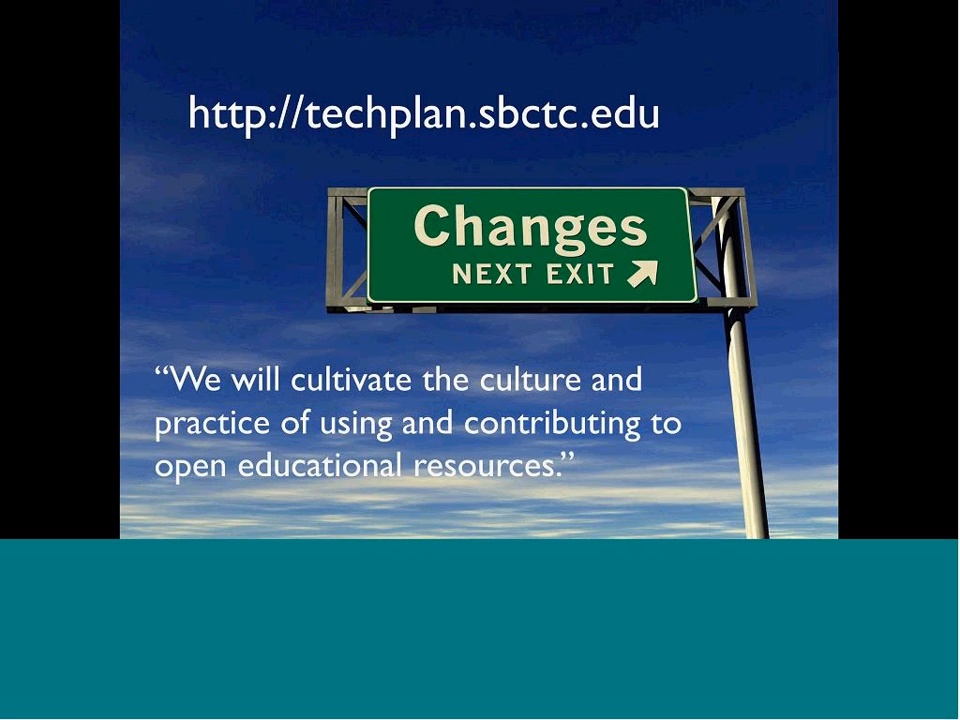 http://techplan.sbctc.edu
Changes
NEXT EXIT
“We will cultivate the culture and
practice of using and contributing to
open educational resources.”